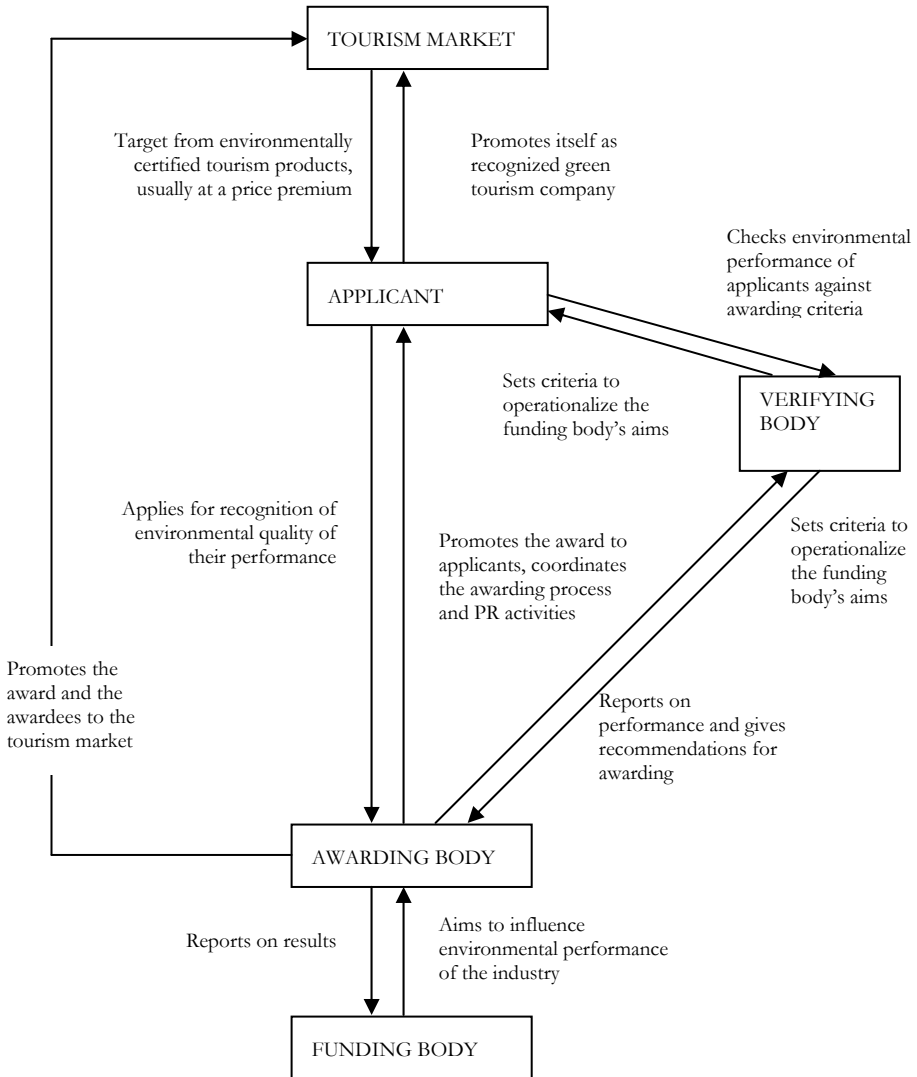 TOURISM MARKET
Target from environmentally
certified tourism products,
usually at a price premium
Promotes itself as
recognized green
tourism company
Checks environmental
performance of
applicants against
awarding criteria
APPLICANT
Sets criteria to
operationalize the
funding body's aims
VERIFYING
BODY
Applies for recognition of
environmental quality of
their performance
Promotes the award to
applicants, coordinates
the awarding process
and PR activities
Sets criteria to
operationalize
the funding
body's aims
Promotes the
award and the
awardees to the
tourism market
Reports on
performance and gives
recommendations for
awarding
AWARDING BODY
Reports on results
Aims to influence
environmental performance
of the industry
FUNDING BODY